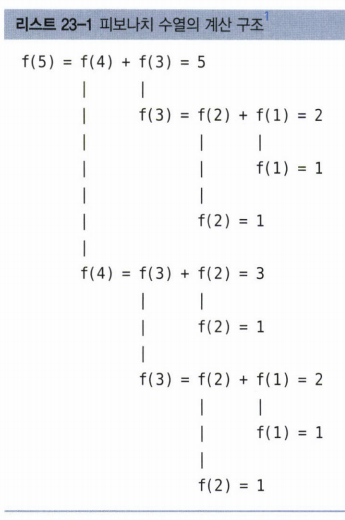 리스트 23–1 피보나치 수열의 계산 구조1
f(5) = f(4) + f(3) = 5
|      |
|      f(3) = f(2) + f(1) = 2
|             |      |
|             |      f(1) = 1
|             |
|             f(2) = 1
|
f(4) = f(3) + f(2) = 3
|      |
|      f(2) = 1
|
f(3) = f(2) + f(1) = 2
|      |
|      f(1) = 1
|
f(2) = 1